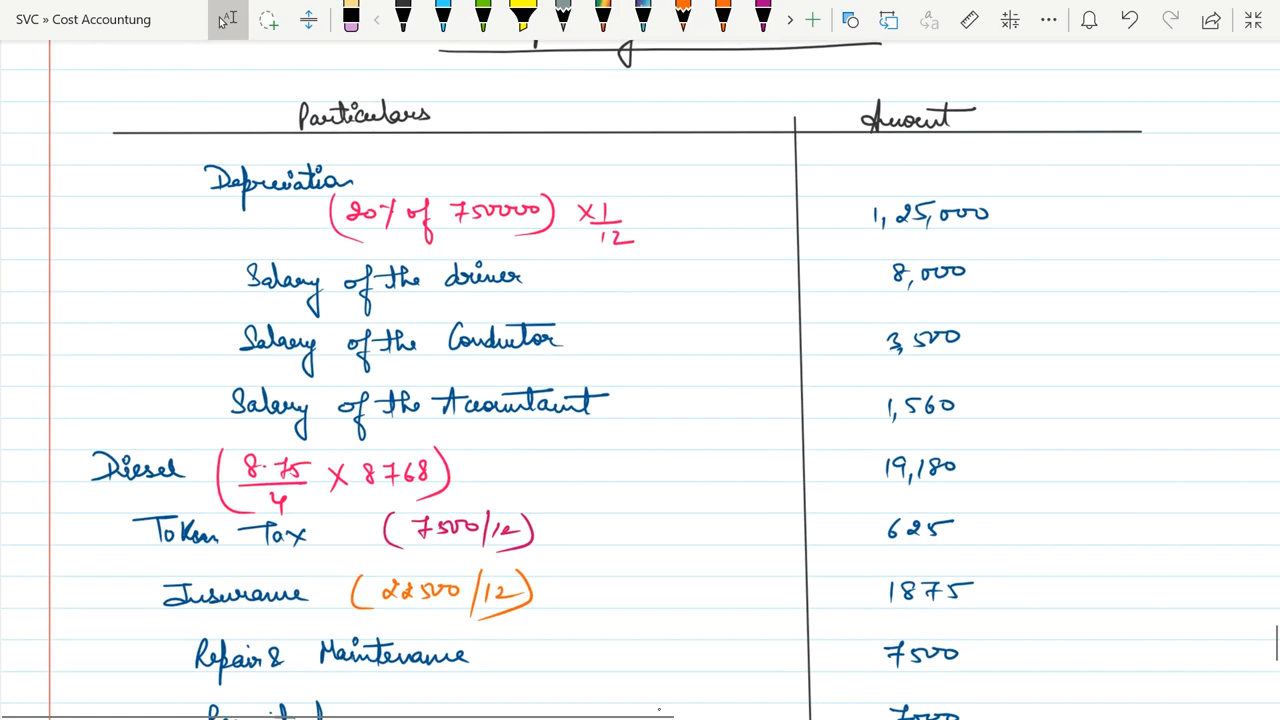 SVC » Cost Accountung
Particulars Amount
Depreciation
(20% of 750000) × 1/12 1,25,000
Salary of the driver 8,000
Salary of the Conductor 3,500
Salary of the Accountant 1,560
Diesel (8.75/4 × 8768) 19,180
Token Tax (7500/12) 625
Insurance (22500/12) 1875
Repair & Maintenance 7500